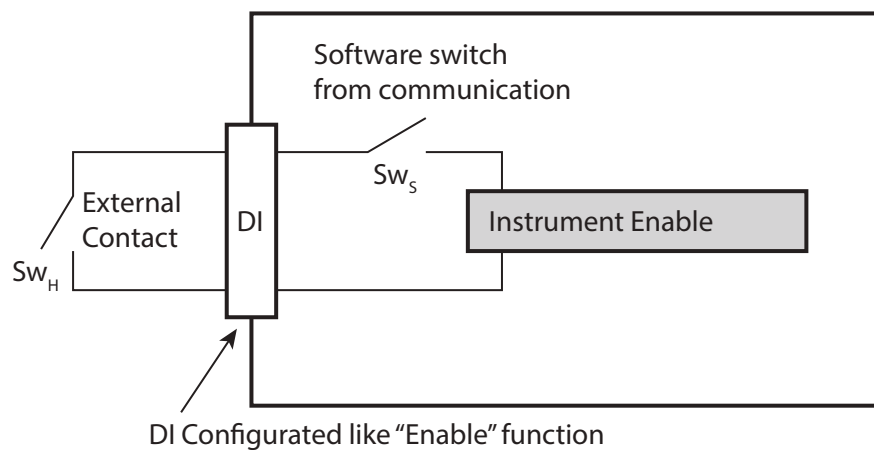 Software switch
from communication
Sw_S
External
Contact
DI
Instrument Enable
Sw_H
DI Configurated like “Enable” function